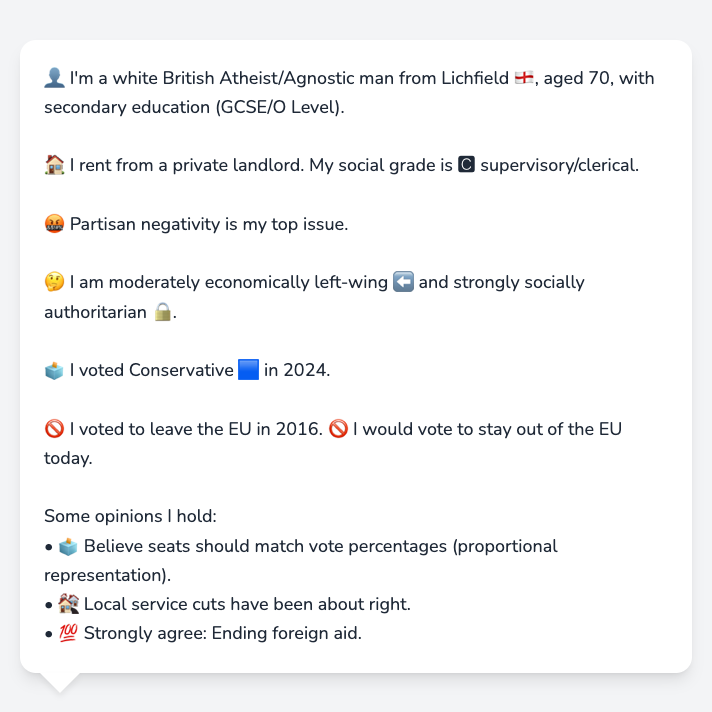 👤 I'm a white British Atheist/Agnostic man from Lichfield 🏴󠁧󠁢󠁥󠁮󠁧󠁿, aged 70, with
secondary education (GCSE/O Level).
🏠 I rent from a private landlord. My social grade is 🅲 supervisory/clerical.
🤬 Partisan negativity is my top issue.
🤔 I am moderately economically left-wing ⬅️ and strongly socially
authoritarian 🔒.
🗳️ I voted Conservative 🟦 in 2024.
🚫 I voted to leave the EU in 2016. 🚫 I would vote to stay out of the EU
today.
Some opinions I hold:
• 🗳️ Believe seats should match vote percentages (proportional
representation).
• 🏘️ Local service cuts have been about right.
• 💯 Strongly agree: Ending foreign aid.